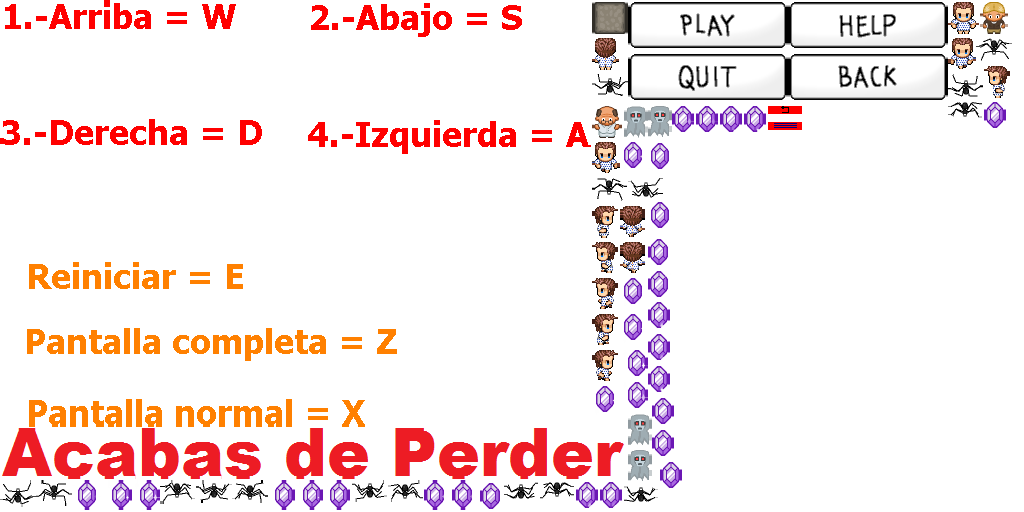 1.-Arriba = W
2.-Abajo = S
3.-Derecha = D
4.-Izquierda = A
Reiniciar = E
Pantalla completa = Z
Pantalla normal = X
Acabas de Perder
PLAY
HELP
QUIT
BACK